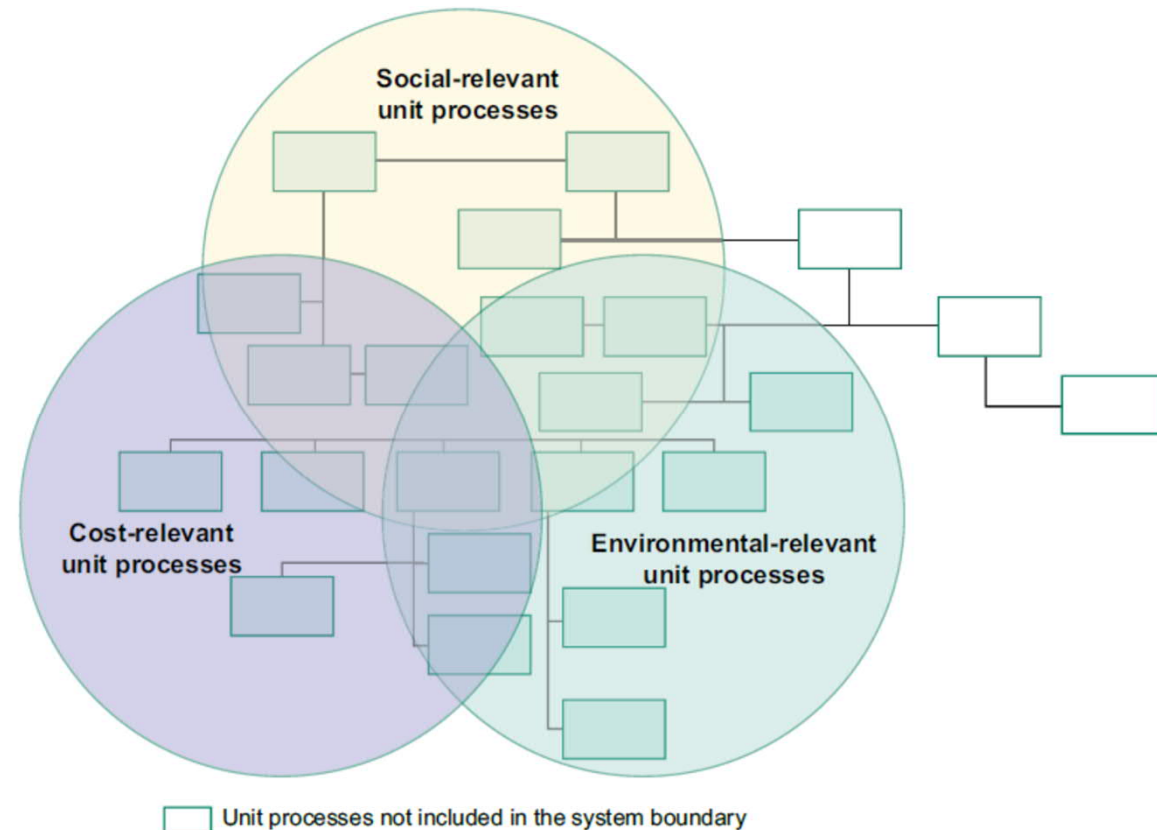 Social-relevant
unit processes
Cost-relevant
unit processes
Environmental-relevant
unit processes
Unit processes not included in the system boundary